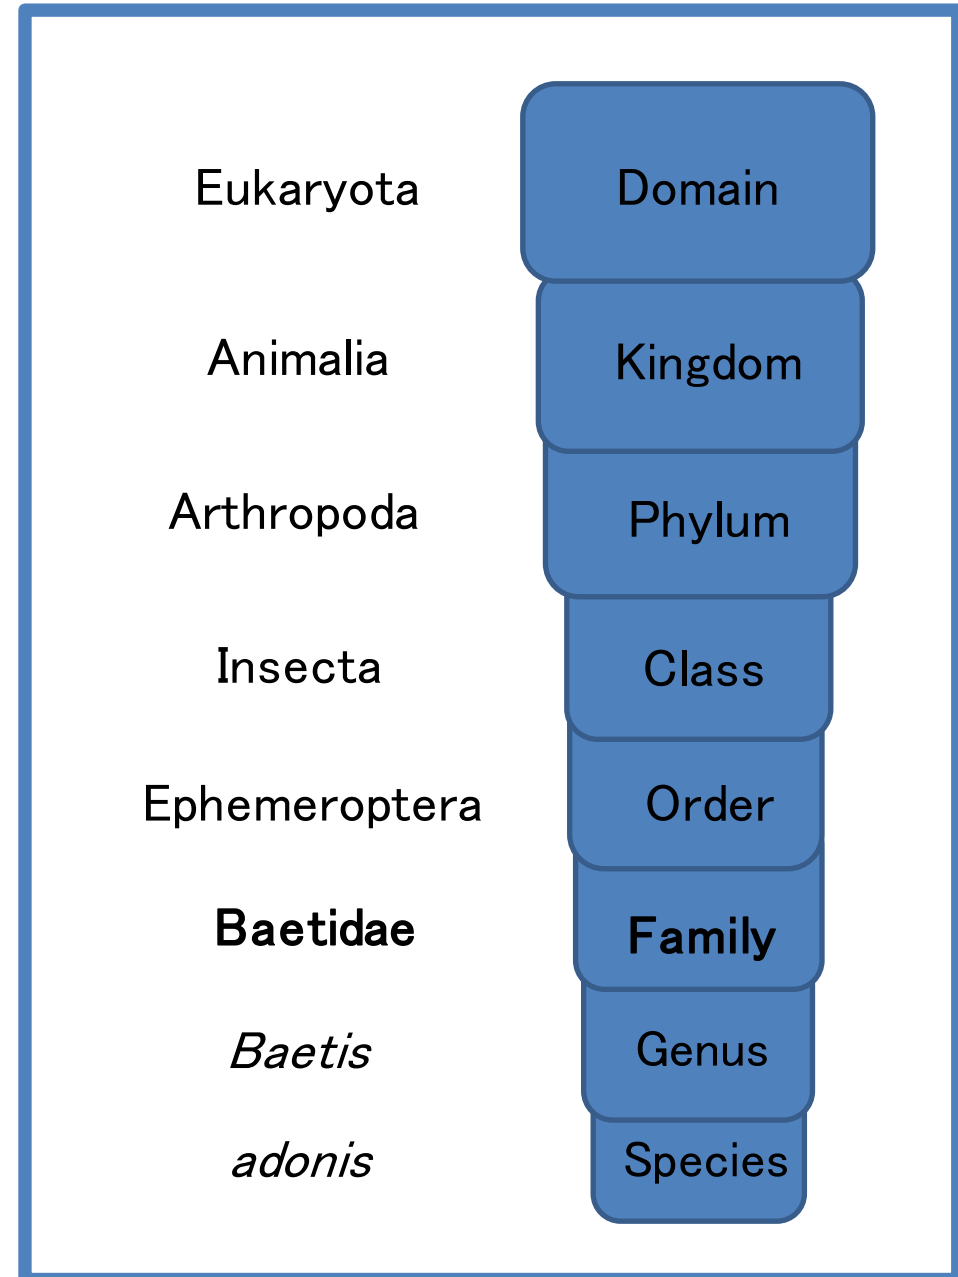 Eukaryota Domain
Animalia Kingdom
Arthropoda Phylum
Insecta Class
Ephemeroptera Order
Baetidae Family
Baetis Genus
adonis Species